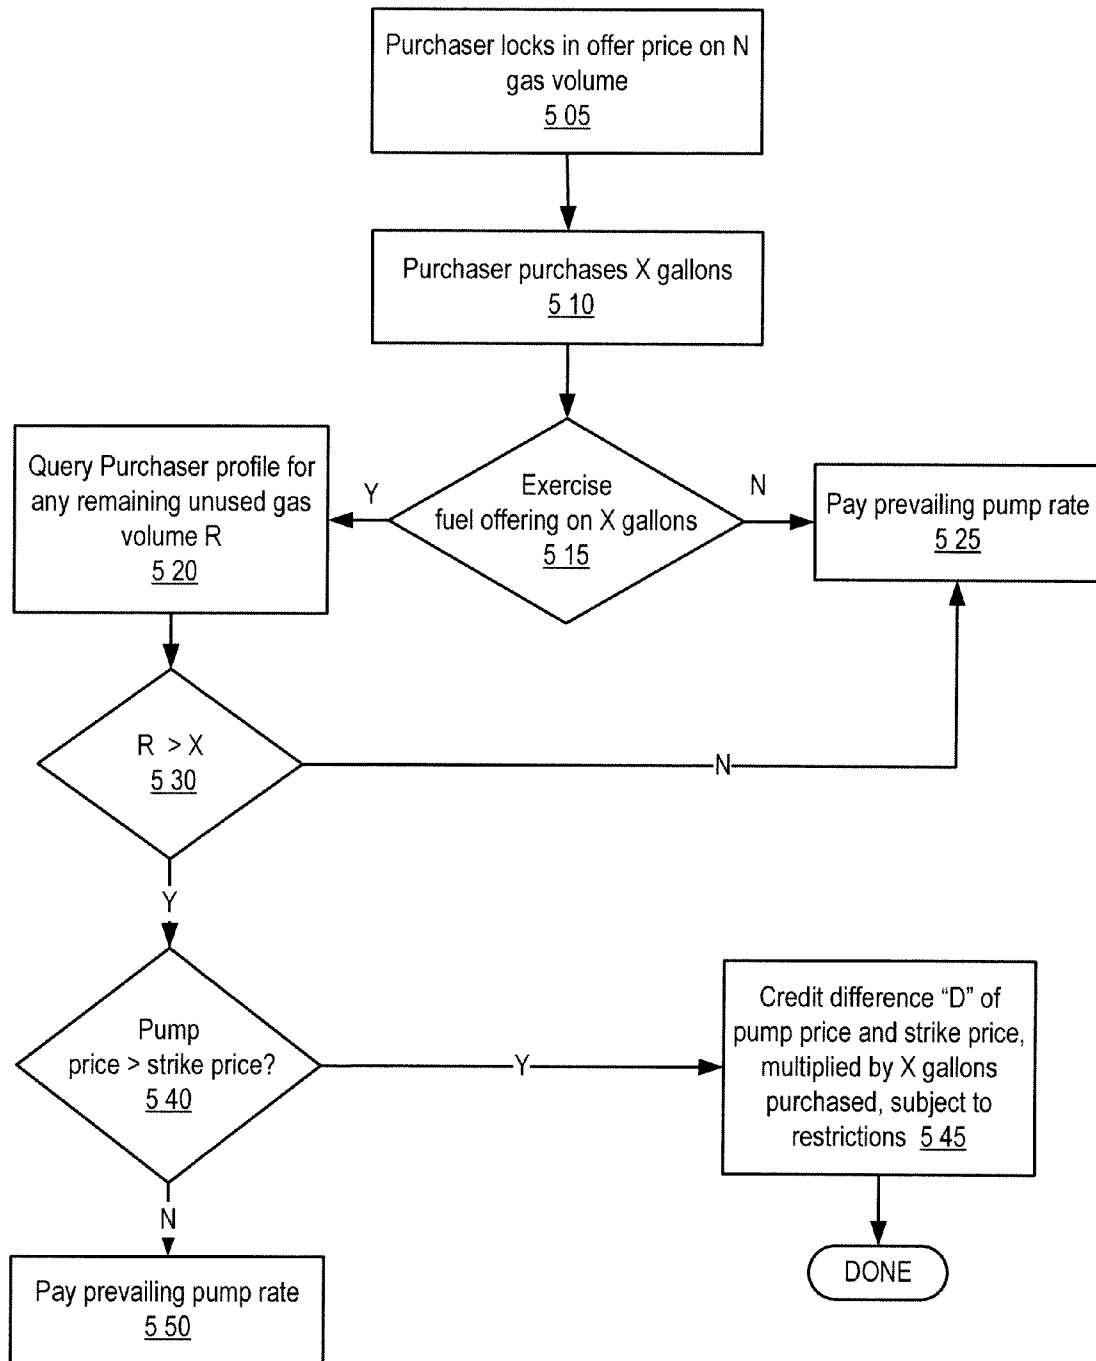 Purchaser locks in offer price on N
gas volume
5 05
Purchaser purchases X gallons
5 10
Exercise
fuel offering on X gallons
5 15
Y
N
Query Purchaser profile for
any remaining unused gas
volume R
5 20
Pay prevailing pump rate
5 25
R > X
5 30
N
Y
Pump
price > strike price?
5 40
Y
Credit difference “D” of
pump price and strike price,
multiplied by X gallons
purchased, subject to
restrictions 5 45
N
DONE
Pay prevailing pump rate
5 50